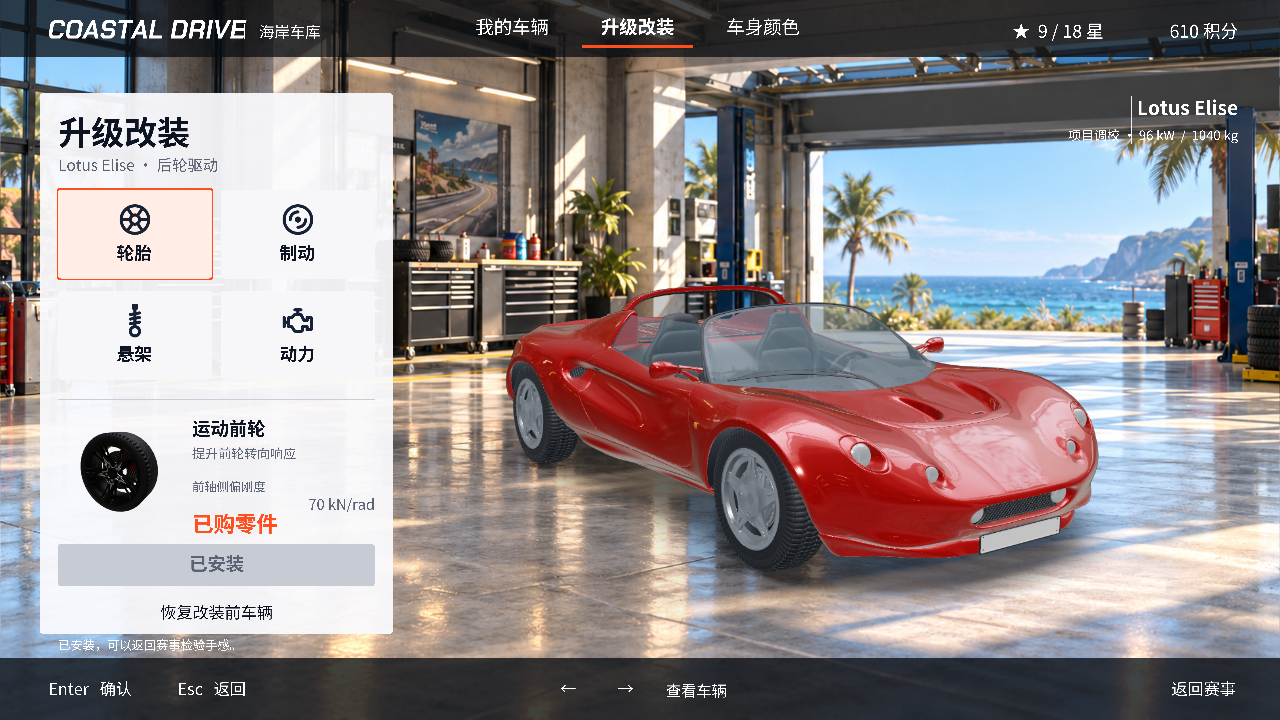 COASTAL DRIVE 海岸车库
我的车辆 升级改装 车身颜色
★ 9 / 18 星 610 积分
Lotus Elise
项目调校 · 96 kW / 1040 kg
升级改装
Lotus Elise · 后轮驱动
轮胎 制动
悬架 动力
运动前轮
提升前轮转向响应
前轴侧偏刚度
70 kN/rad
已购零件
已安装
恢复改装前车辆
已安装，可以返回赛事检验手感。
Enter 确认 Esc 返回 ← → 查看车辆 返回赛事